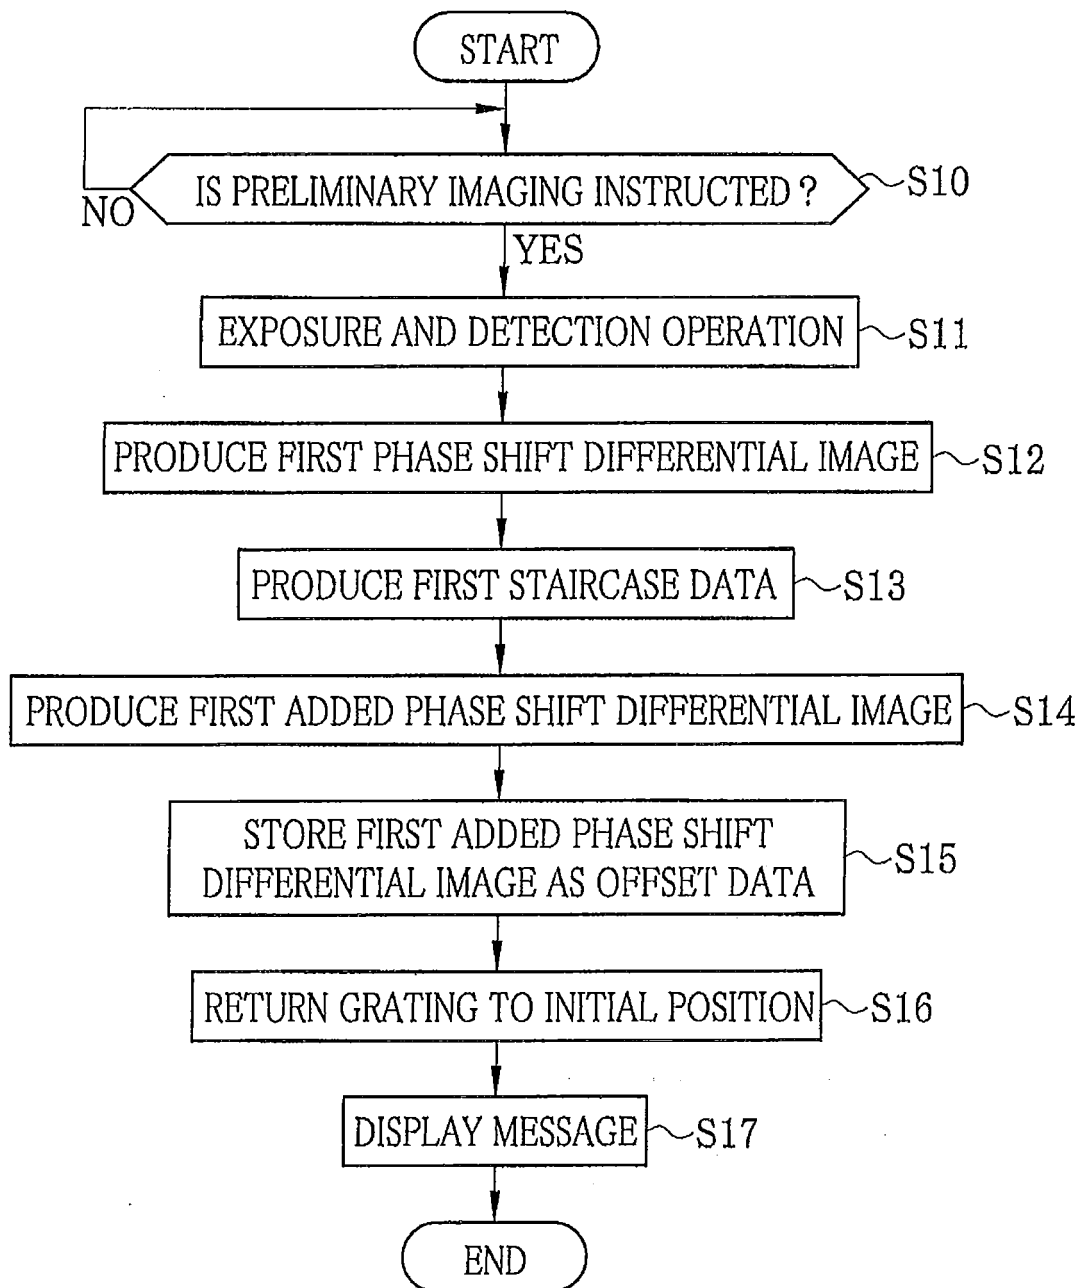 START
IS PRELIMINARY IMAGING INSTRUCTED ?
S10
NO
YES
EXPOSURE AND DETECTION OPERATION
S11
PRODUCE FIRST PHASE SHIFT DIFFERENTIAL IMAGE
S12
PRODUCE FIRST STAIRCASE DATA
S13
PRODUCE FIRST ADDED PHASE SHIFT DIFFERENTIAL IMAGE
S14
STORE FIRST ADDED PHASE SHIFT
DIFFERENTIAL IMAGE AS OFFSET DATA
S15
RETURN GRATING TO INITIAL POSITION
S16
DISPLAY MESSAGE
S17
END